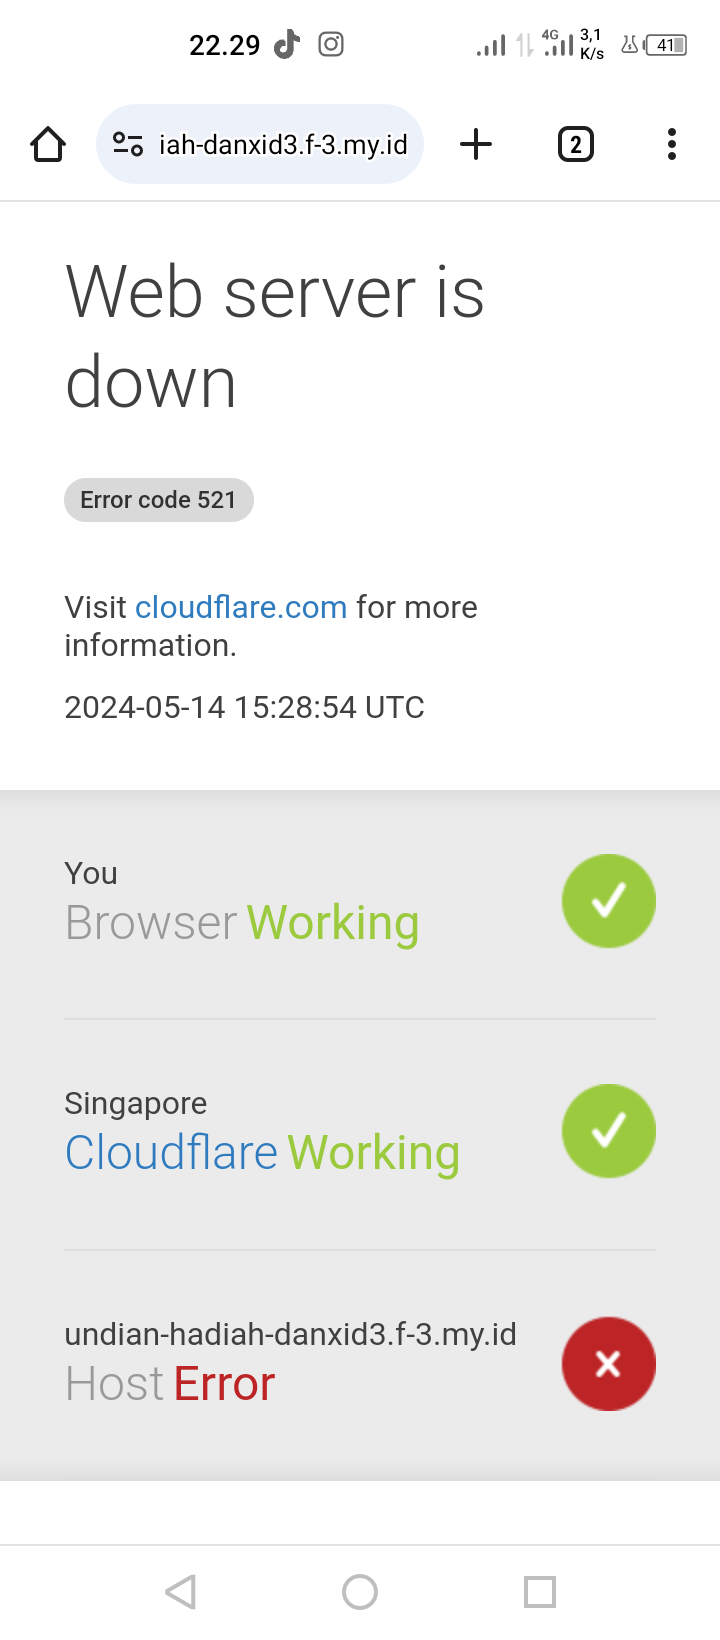 22.29
4G
3,1
K/s
41
iah-danxid3.f-3.my.id
2
Web server is
down
Error code 521
Visit cloudflare.com for more
information.
2024-05-14 15:28:54 UTC
You
Browser Working
Singapore
Cloudflare Working
undian-hadiah-danxid3.f-3.my.id
Host Error